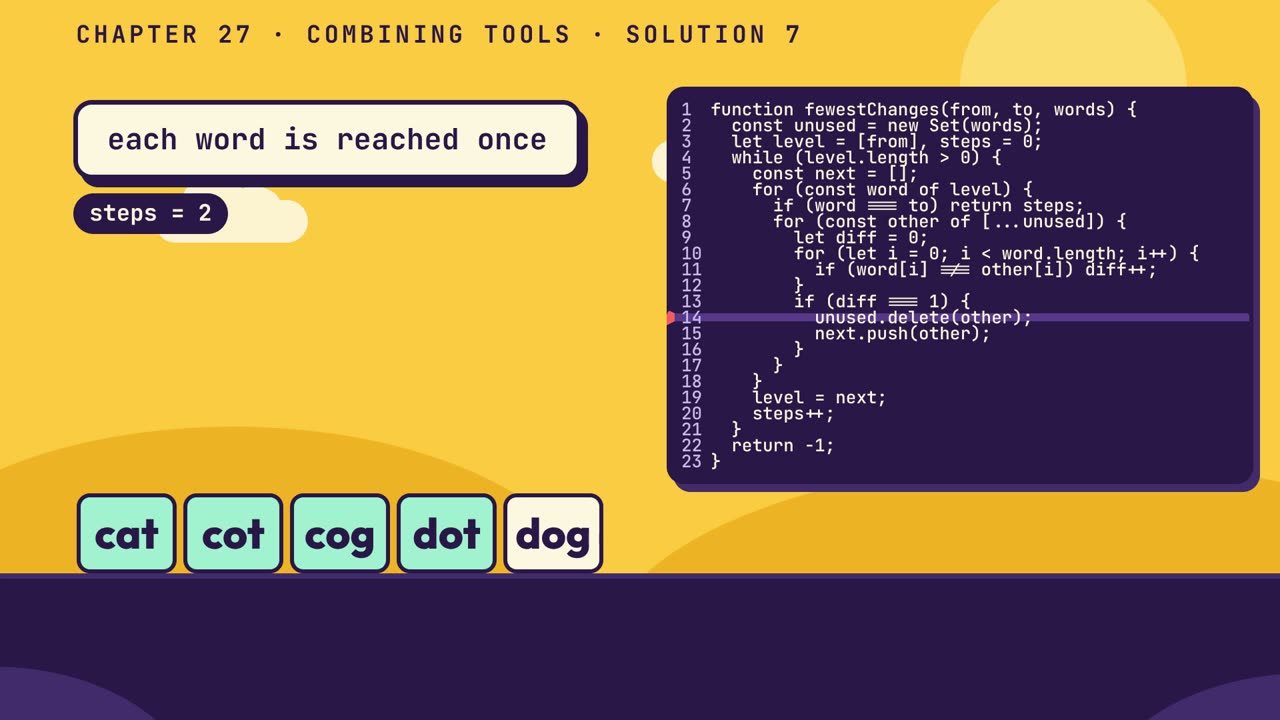 CHAPTER 27 · COMBINING TOOLS · SOLUTION 7
each word is reached once
steps = 2
1 function fewestChanges(from, to, words) {
2   const unused = new Set(words);
3   let level = [from], steps = 0;
4   while (level.length > 0) {
5     const next = [];
6     for (const word of level) {
7       if (word === to) return steps;
8       for (const other of [...unused]) {
9         let diff = 0;
10         for (let i = 0; i < word.length; i++) {
11           if (word[i] !== other[i]) diff++;
12         }
13         if (diff === 1) {
14           unused.delete(other);
15           next.push(other);
16         }
17       }
18     }
19     level = next;
20     steps++;
21   }
22   return -1;
23 }
cat cot cog dot dog